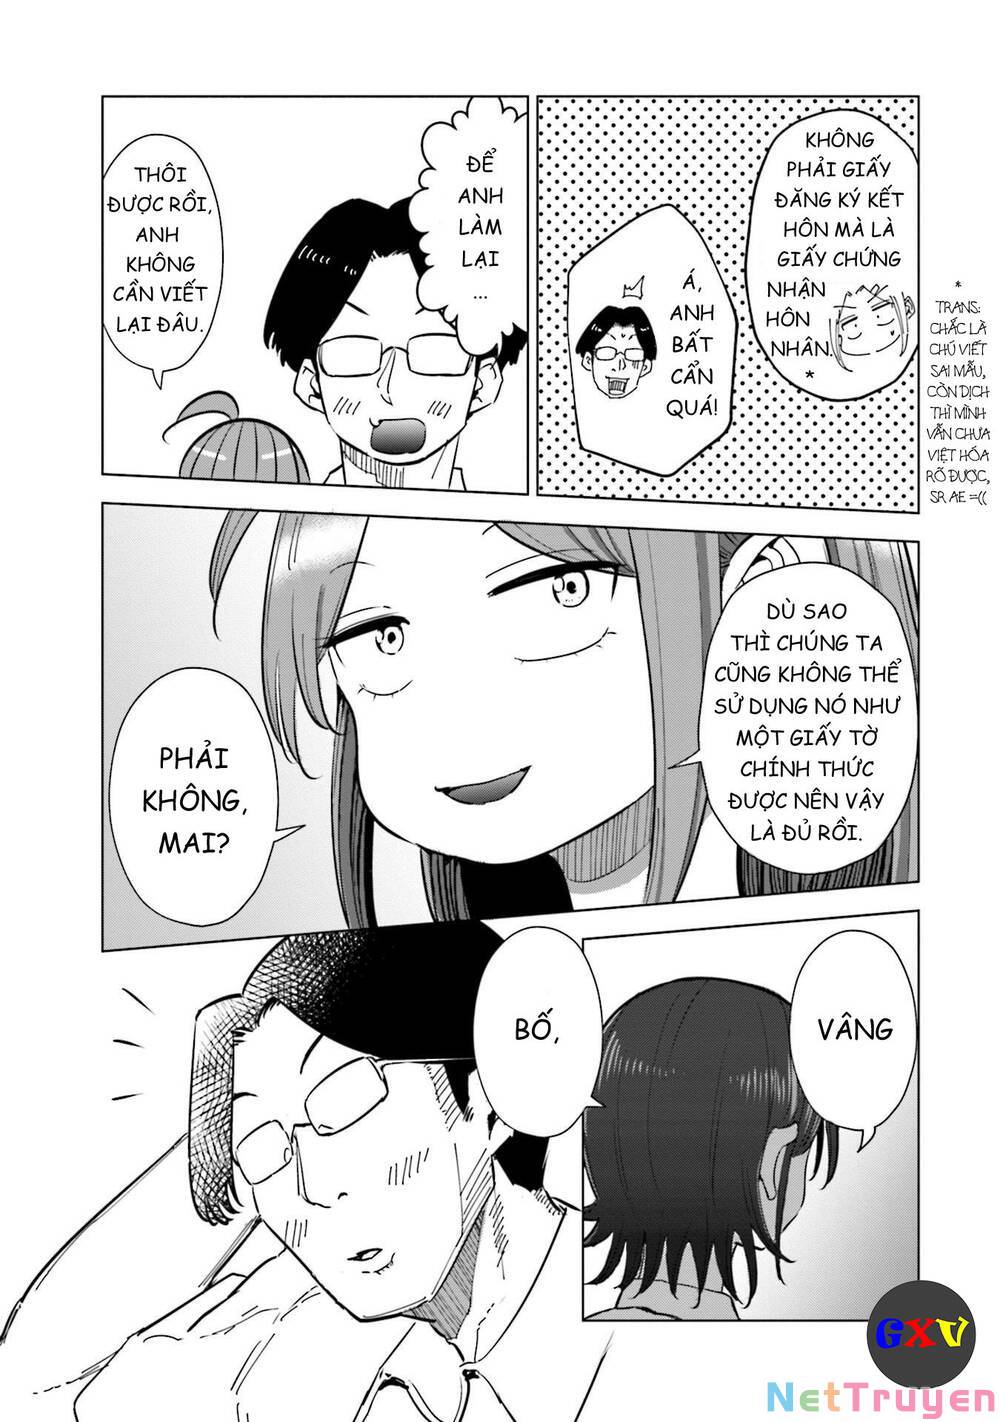 KHÔNG
PHẢI GIẤY
ĐĂNG KÝ KẾT
HÔN MÀ LÀ
GIẤY CHỨNG
NHẬN
HÔN
NHÂN.
*
*
TRANS:
CHẮC LÀ
CHÚ VIẾT
SAI MẪU,
CÒN DỊCH
THÌ MÌNH
VẪN CHƯA
VIỆT HÓA
RÕ ĐƯỢC,
SR AE =((
Á,
ANH
BẤT
CẨN
QUÁ!
ĐỂ
ANH
LÀM
LẠI
...
THÔI
ĐƯỢC RỒI,
ANH
KHÔNG
CẦN VIẾT
LẠI ĐÂU.
DÙ SAO
THÌ CHÚNG TA
CŨNG KHÔNG THỂ
SỬ DỤNG NÓ NHƯ
MỘT GIẤY TỜ
CHÍNH THỨC
ĐƯỢC NÊN VẬY
LÀ ĐỦ RỒI.
PHẢI
KHÔNG,
MAI?
VÂNG
BỐ,
GXV
NetTruyen